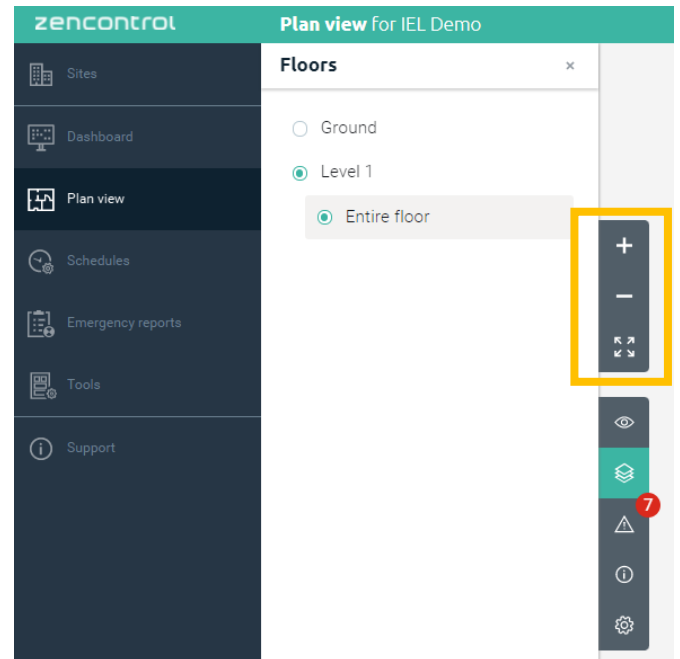 zencontrol
Plan view for IEL Demo
Sites
Dashboard
Plan view
Schedules
Emergency reports
Tools
Support
Floors ×
Ground
Level 1
Entire floor
+
−
7